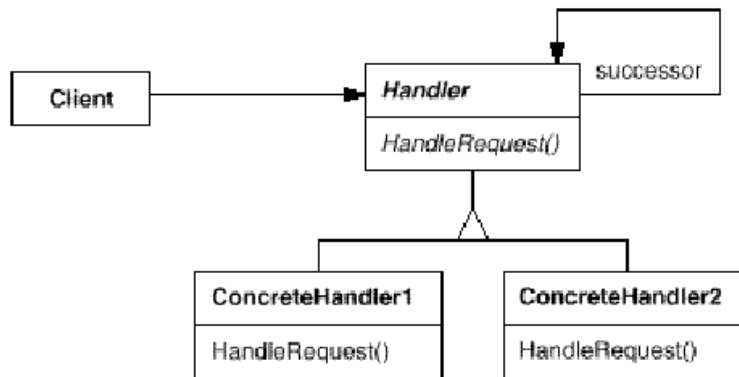 successor
Client
Handler
HandleRequest()
ConcreteHandler1
ConcreteHandler2
HandleRequest()
HandleRequest()